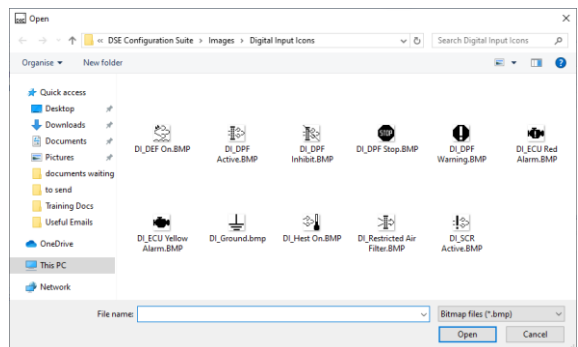 DSE Open
« DSE Configuration Suite > Images > Digital Input Icons
Search Digital Input Icons
Organise New folder
Quick access
Desktop
Downloads
Documents
Pictures
documents waiting
to send
Training Docs
Useful Emails
OneDrive
This PC
Network
DI_DEF On.BMP
DI_DPF
Active.BMP
DI_DPF
Inhibit.BMP
STOP
DI_DPF Stop.BMP
DI_DPF
Warning.BMP
DI_ECU Red
Alarm.BMP
DI_ECU Yellow
Alarm.BMP
DI_Ground.bmp
DI_Hest On.BMP
DI_Restricted Air
Filter.BMP
DI_SCR
Active.BMP
File name:
Bitmap files (*.bmp)
Open Cancel